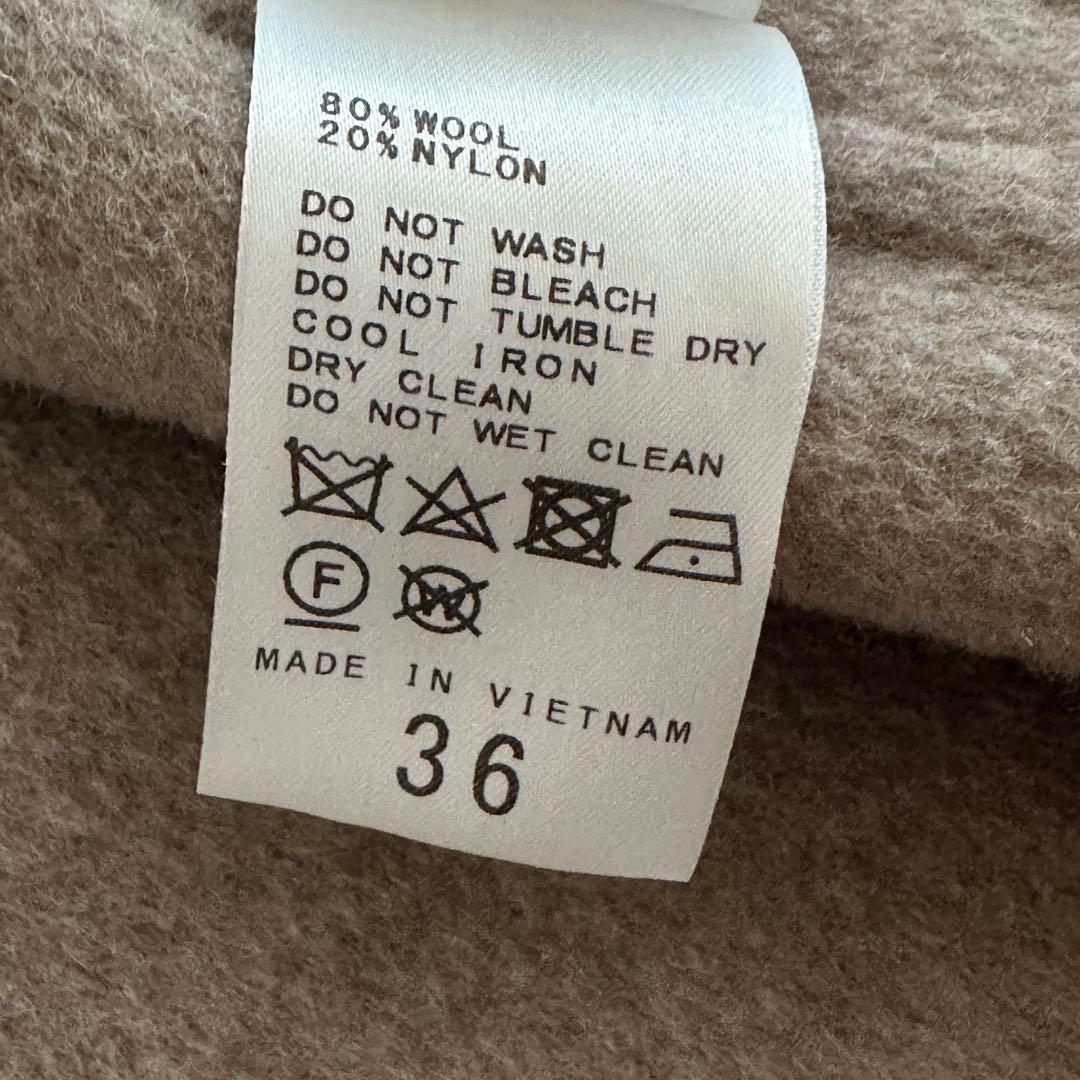 80% WOOL
20% NYLON
DO NOT WASH
DO NOT BLEACH
DO NOT TUMBLE DRY
COOL IRON
DRY CLEAN
DO NOT WET CLEAN
F W
MADE IN VIETNAM
36